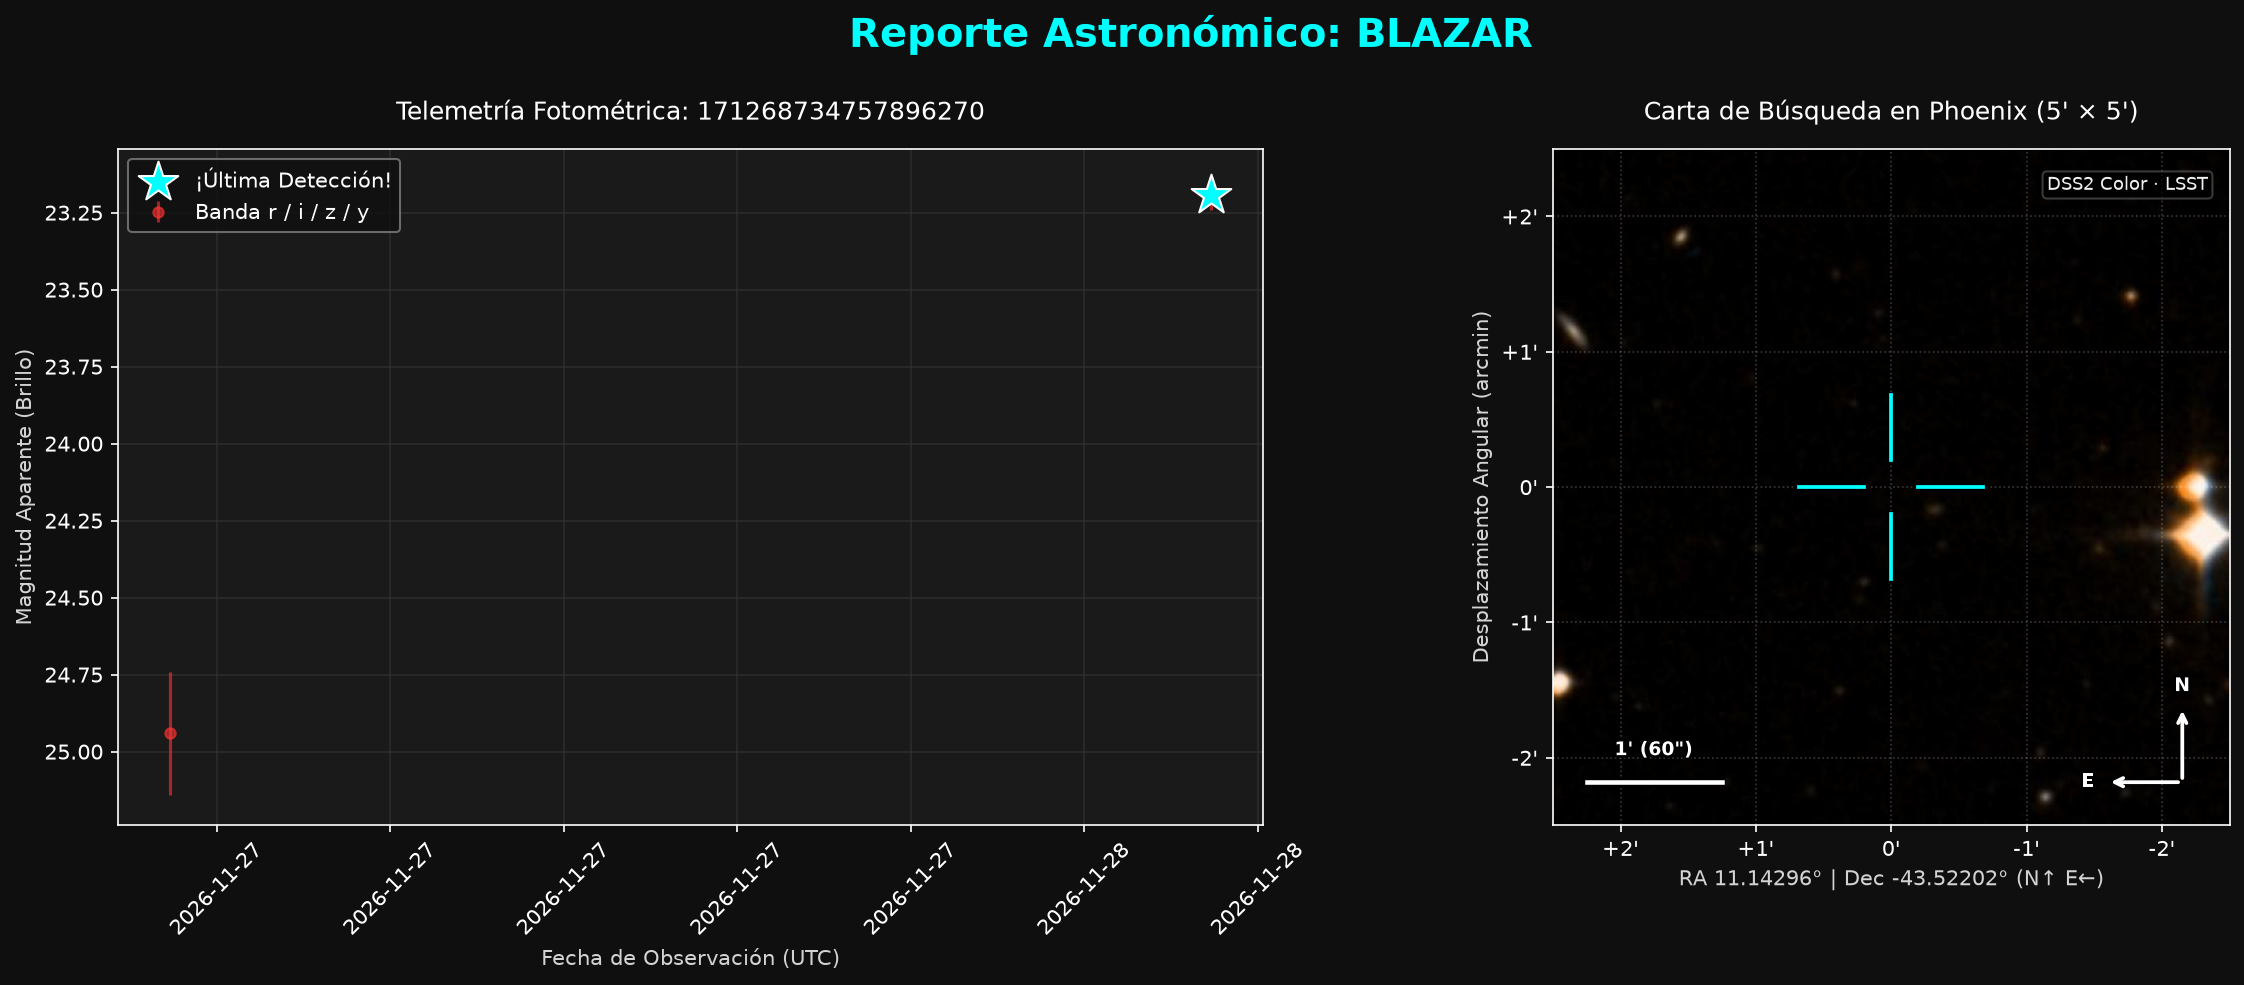 Reporte Astronómico: BLAZAR
Telemetría Fotométrica: 171268734757896270
¡Última Detección!
Banda r / i / z / y
Magnitud Aparente (Brillo)
23.25
23.50
23.75
24.00
24.25
24.50
24.75
25.00
2026-11-27
2026-11-27
2026-11-27
2026-11-27
2026-11-27
2026-11-28
2026-11-28
Fecha de Observación (UTC)
Carta de Búsqueda en Phoenix (5' × 5')
DSS2 Color · LSST
Desplazamiento Angular (arcmin)
+2'
+1'
0'
-1'
-2'
N
E
1' (60")
+2'
+1'
0'
-1'
-2'
RA 11.14296° | Dec -43.52202° (N↑ E←)